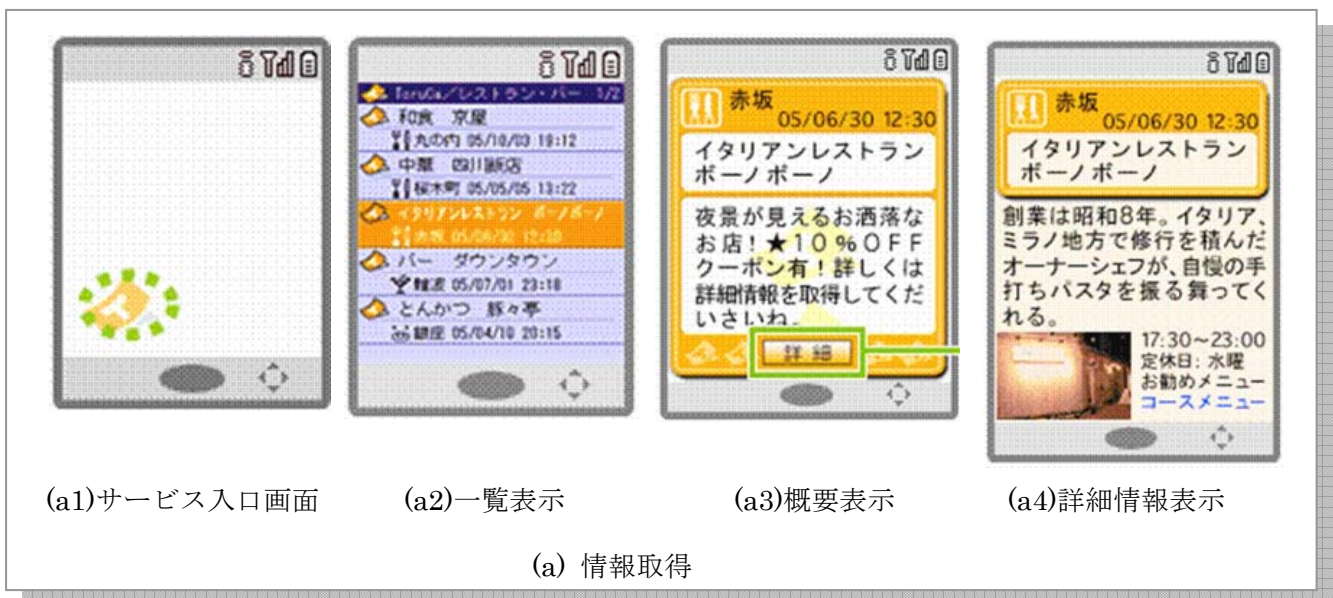 ToruCa/レストラン・バー 1/2
和食 京屋
丸の内 05/10/03 18:12
中華 四川飯店
桜木町 05/05/05 13:22
イタリアンレストラン ボーノボーノ
赤坂 05/06/30 12:30
バー ダウンタウン
難波 05/07/01 23:18
とんかつ 豚々亭
銀座 05/04/10 20:15
赤坂
05/06/30 12:30
イタリアンレストラン
ボーノボーノ
夜景が見えるお洒落な
お店!★10%OFF
クーポン有!詳しくは
詳細情報を取得してくだ
いさいね。
詳細
赤坂
05/06/30 12:30
イタリアンレストラン
ボーノボーノ
創業は昭和8年。イタリア、
ミラノ地方で修行を積んだ
オーナーシェフが、自慢の手
打ちパスタを振る舞ってく
れる。
17:30~23:00
定休日: 水曜
お勧めメニュー
コースメニュー
(a1)サービス入口画面
(a2)一覧表示
(a3)概要表示
(a4)詳細情報表示
(a) 情報取得